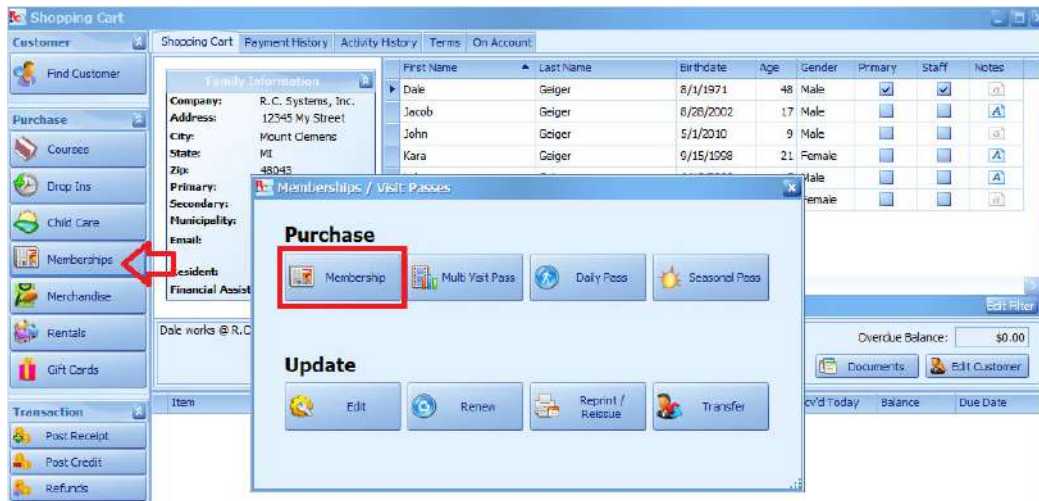 Shopping Cart
Customer
Find Customer
Purchase
Courses
Drop Ins
Child Care
Memberships
Merchandise
Rentals
Gift Cards
Transaction
Post Receipt
Post Credit
Refunds
Shopping Cart Payment History Activity History Terms On Account
Family Information
Company: R.C. Systems, Inc.
Address: 12345 My Street
City: Mount Clemens
State: MI
Zip: 48043
Primary:
Secondary:
Municipality:
Email:
Resident:
Financial Assist
Dale works @ R.C
First Name Last Name Birthdate Age Gender Primary Staff Notes
Dale Geiger 8/1/1971 48 Male
Jacob Geiger 8/28/2002 17 Male
John Geiger 5/1/2010 9 Male
Kara Geiger 9/15/1998 21 Female
Male
Female
Memberships / Visit Passes
Purchase
Membership Multi Visit Pass Daily Pass Seasonal Pass
Update
Edit Renew Reprint / Reissue Transfer
Edit Filter
Overdue Balance: $0.00
Documents Edit Customer
Item cv'd Today Balance Due Date